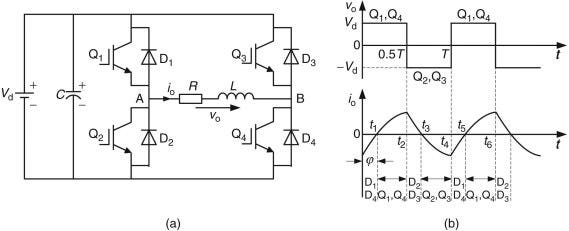 Q₁
D₁
Q₃
D₃
V_d
+
−
C
+
−
A
i_o
R
L
B
v_o
Q₂
D₂
Q₄
D₄
(a)
v_o
V_d
Q₁, Q₄
Q₁, Q₄
0
0.5T
T
t
−V_d
Q₂, Q₃
i_o
0
t₁
t₃
t₅
t₂
t₄
t₆
t
φ
D₁ D₂ D₁ D₂
D₄ Q₁, Q₄ D₃ Q₂, Q₃ D₄ Q₁, Q₄ D₃
(b)